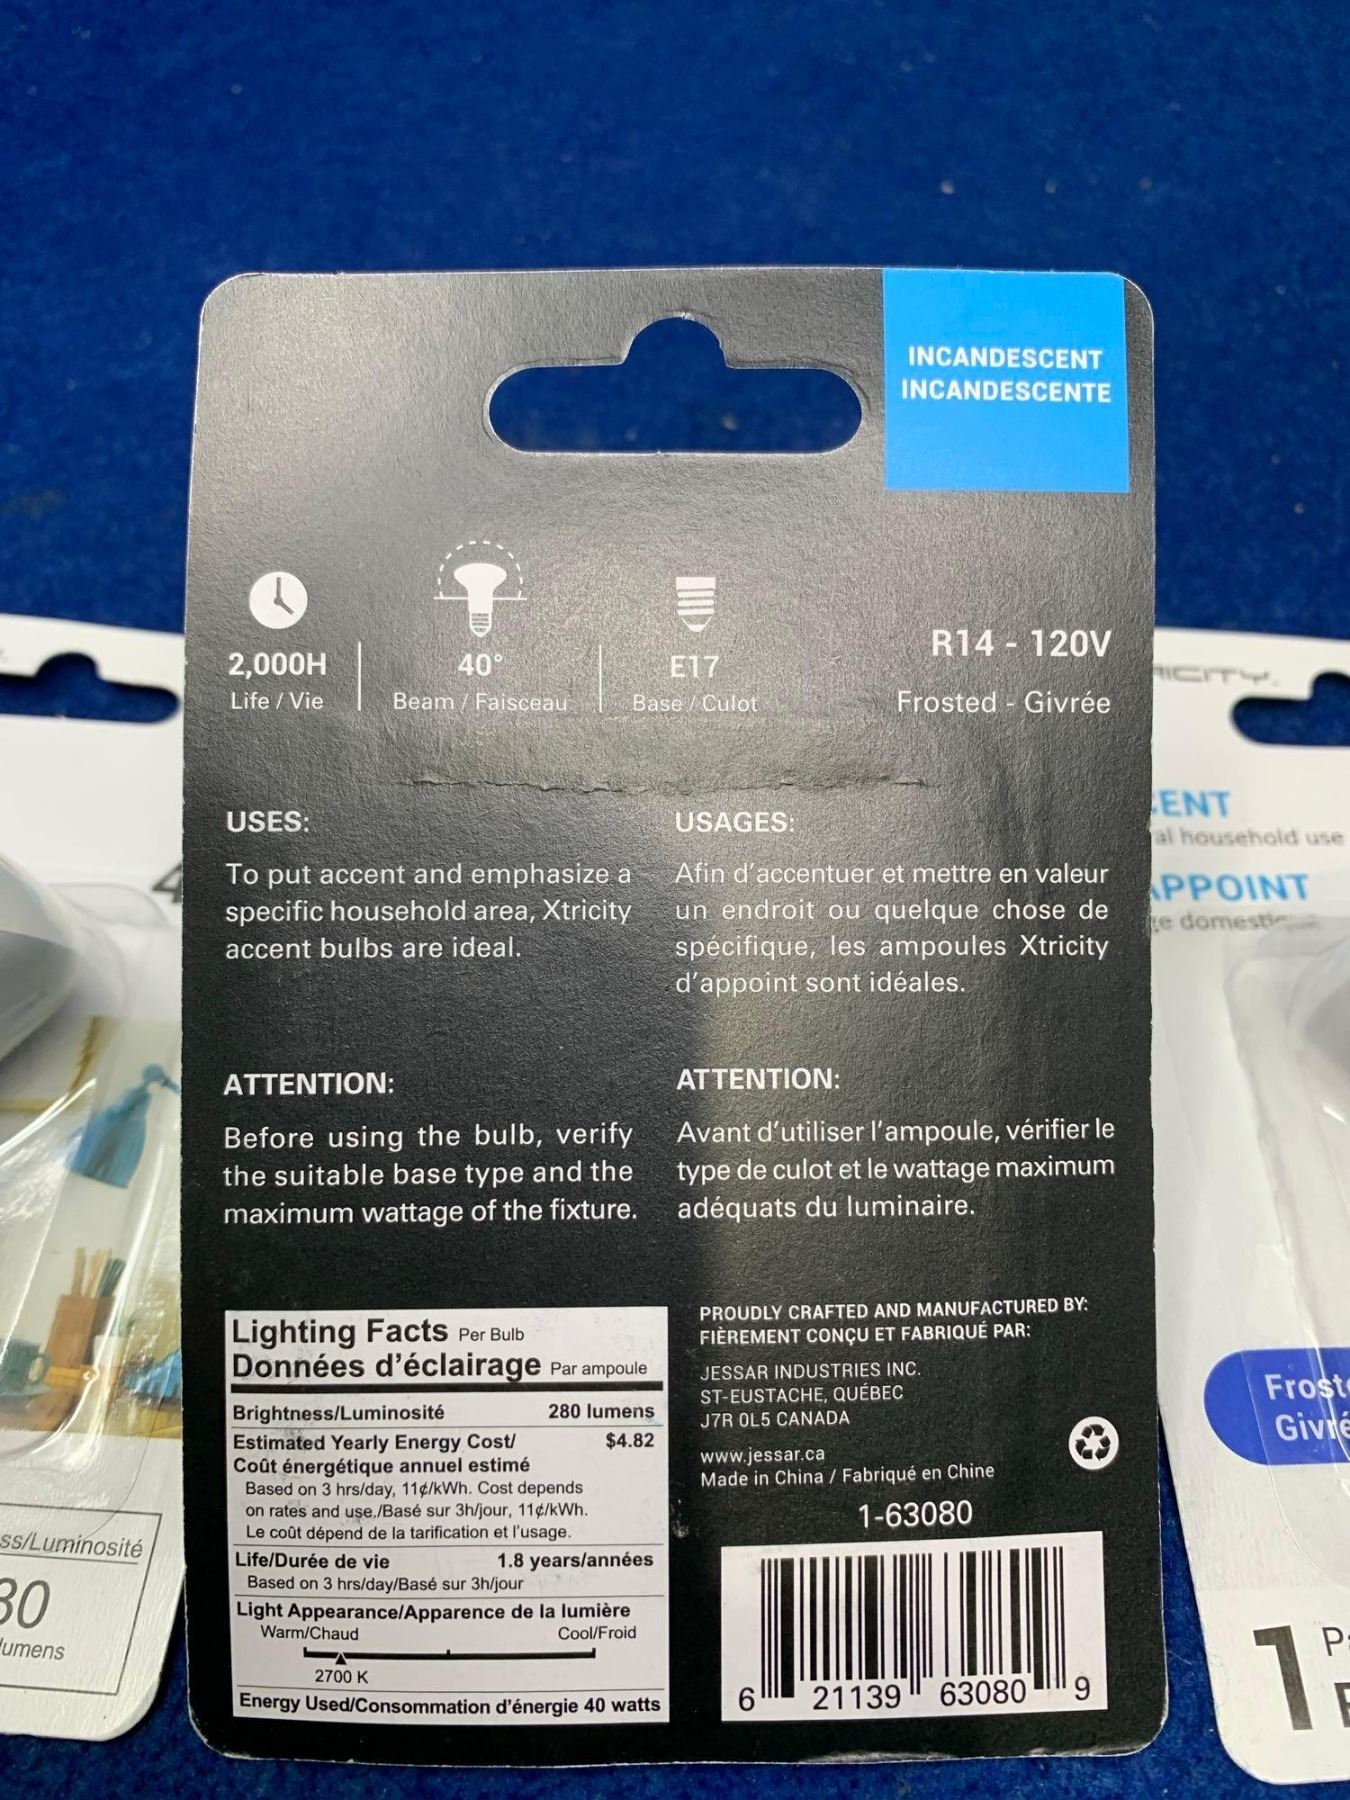 INCANDESCENT
INCANDESCENTE
2,000H
Life / Vie
40°
Beam / Faisceau
E17
Base / Culot
R14 - 120V
Frosted - Givrée
USES:
To put accent and emphasize a
specific household area, Xtricity
accent bulbs are ideal.
USAGES:
Afin d'accentuer et mettre en valeur
un endroit ou quelque chose de
spécifique, les ampoules Xtricity
d'appoint sont idéales.
ATTENTION:
Before using the bulb, verify
the suitable base type and the
maximum wattage of the fixture.
ATTENTION:
Avant d'utiliser l'ampoule, vérifier le
type de culot et le wattage maximum
adéquats du luminaire.
Lighting Facts Per Bulb
Données d'éclairage Par ampoule
Brightness/Luminosité 280 lumens
Estimated Yearly Energy Cost/ $4.82
Coût énergétique annuel estimé
Based on 3 hrs/day, 11¢/kWh. Cost depends
on rates and use./Basé sur 3h/jour, 11¢/kWh.
Le coût dépend de la tarification et l'usage.
Life/Durée de vie 1.8 years/années
Based on 3 hrs/day/Basé sur 3h/jour
Light Appearance/Apparence de la lumière
Warm/Chaud Cool/Froid
2700 K
Energy Used/Consommation d'énergie 40 watts
PROUDLY CRAFTED AND MANUFACTURED BY:
FIÈREMENT CONÇU ET FABRIQUÉ PAR:
JESSAR INDUSTRIES INC.
ST-EUSTACHE, QUÉBEC
J7R 0L5 CANADA
www.jessar.ca
Made in China / Fabriqué en Chine
1-63080
6 21139 63080 9
ss/Luminosité
30
lumens
ICITY
ENT
al household use
APPOINT
ge domestic
Frost
Givré
1